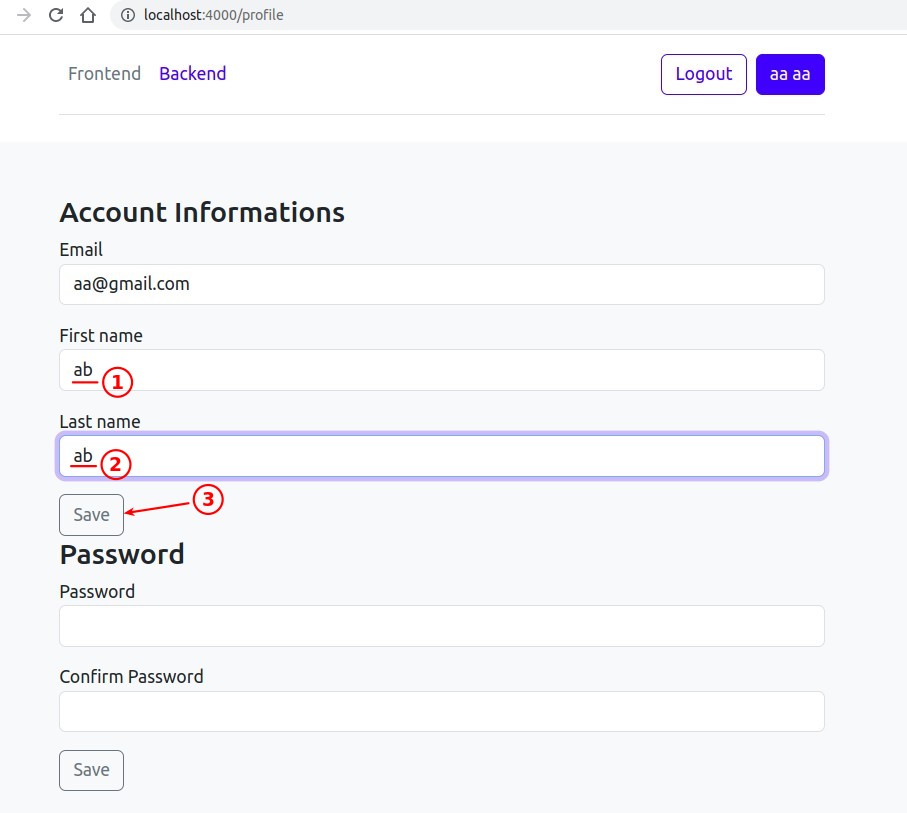 localhost:4000/profile
Frontend Backend Logout aa aa
Account Informations
Email
aa@gmail.com
First name
ab 1
Last name
ab 2
Save 3
Password
Password
Confirm Password
Save